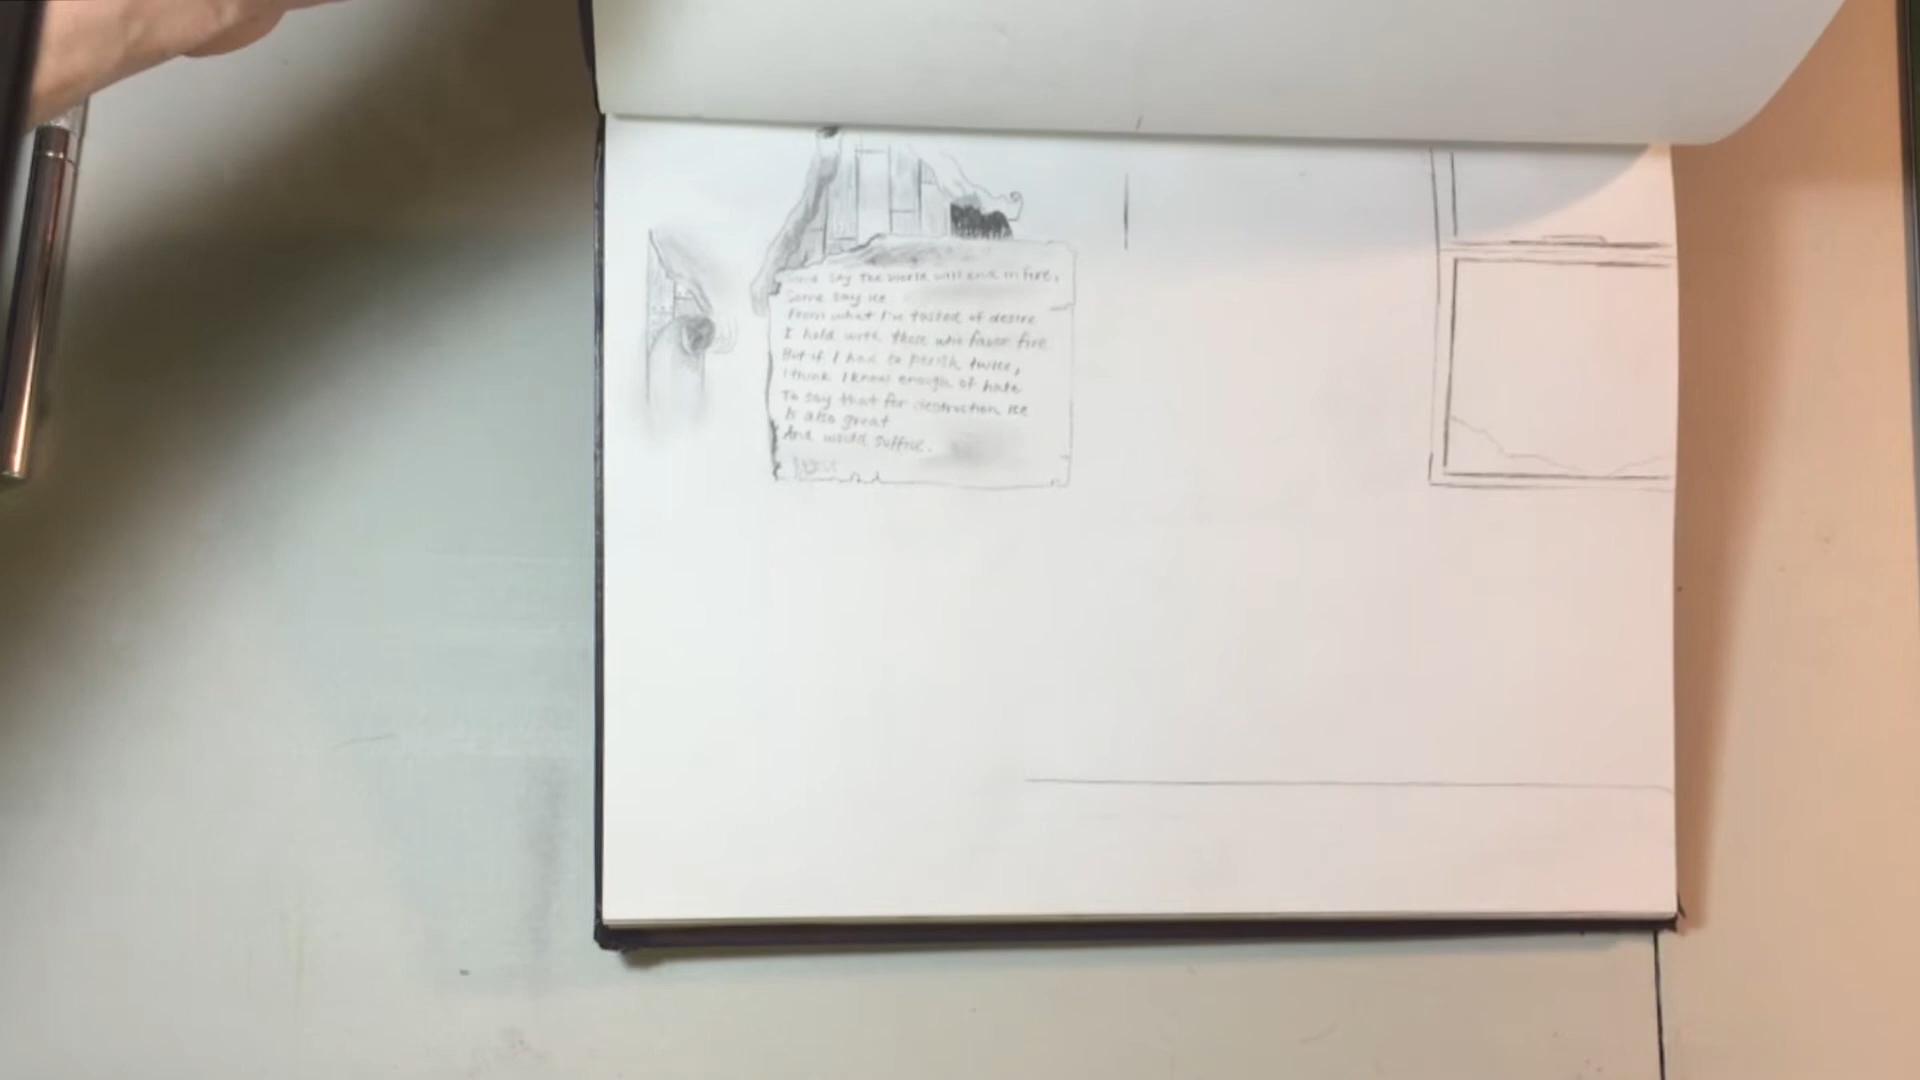 Some say the world will end in fire,
Some say ice
From what I've tasted of desire
I hold with those who favor fire
But if I had to perish twice,
I think I know enough of hate
To say that for destruction ice
Is also great
And would suffice.